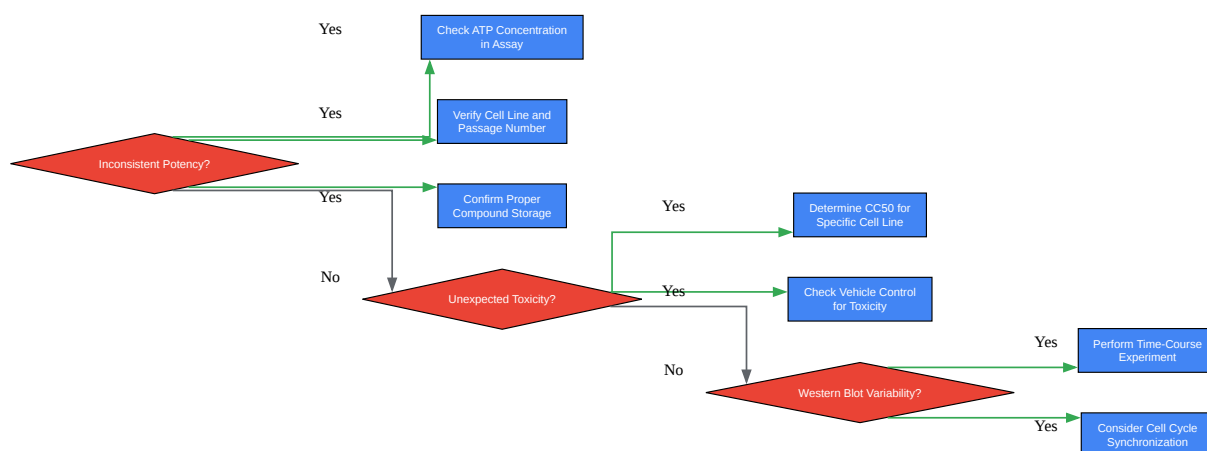 Yes
Check ATP Concentration
in Assay
Yes
Verify Cell Line and
Passage Number
Inconsistent Potency?
Yes
Confirm Proper
Compound Storage
Yes
Determine CC50 for
Specific Cell Line
No
Unexpected Toxicity?
Yes
Check Vehicle Control
for Toxicity
Yes
Perform Time-Course
Experiment
No
Western Blot Variability?
Yes
Consider Cell Cycle
Synchronization